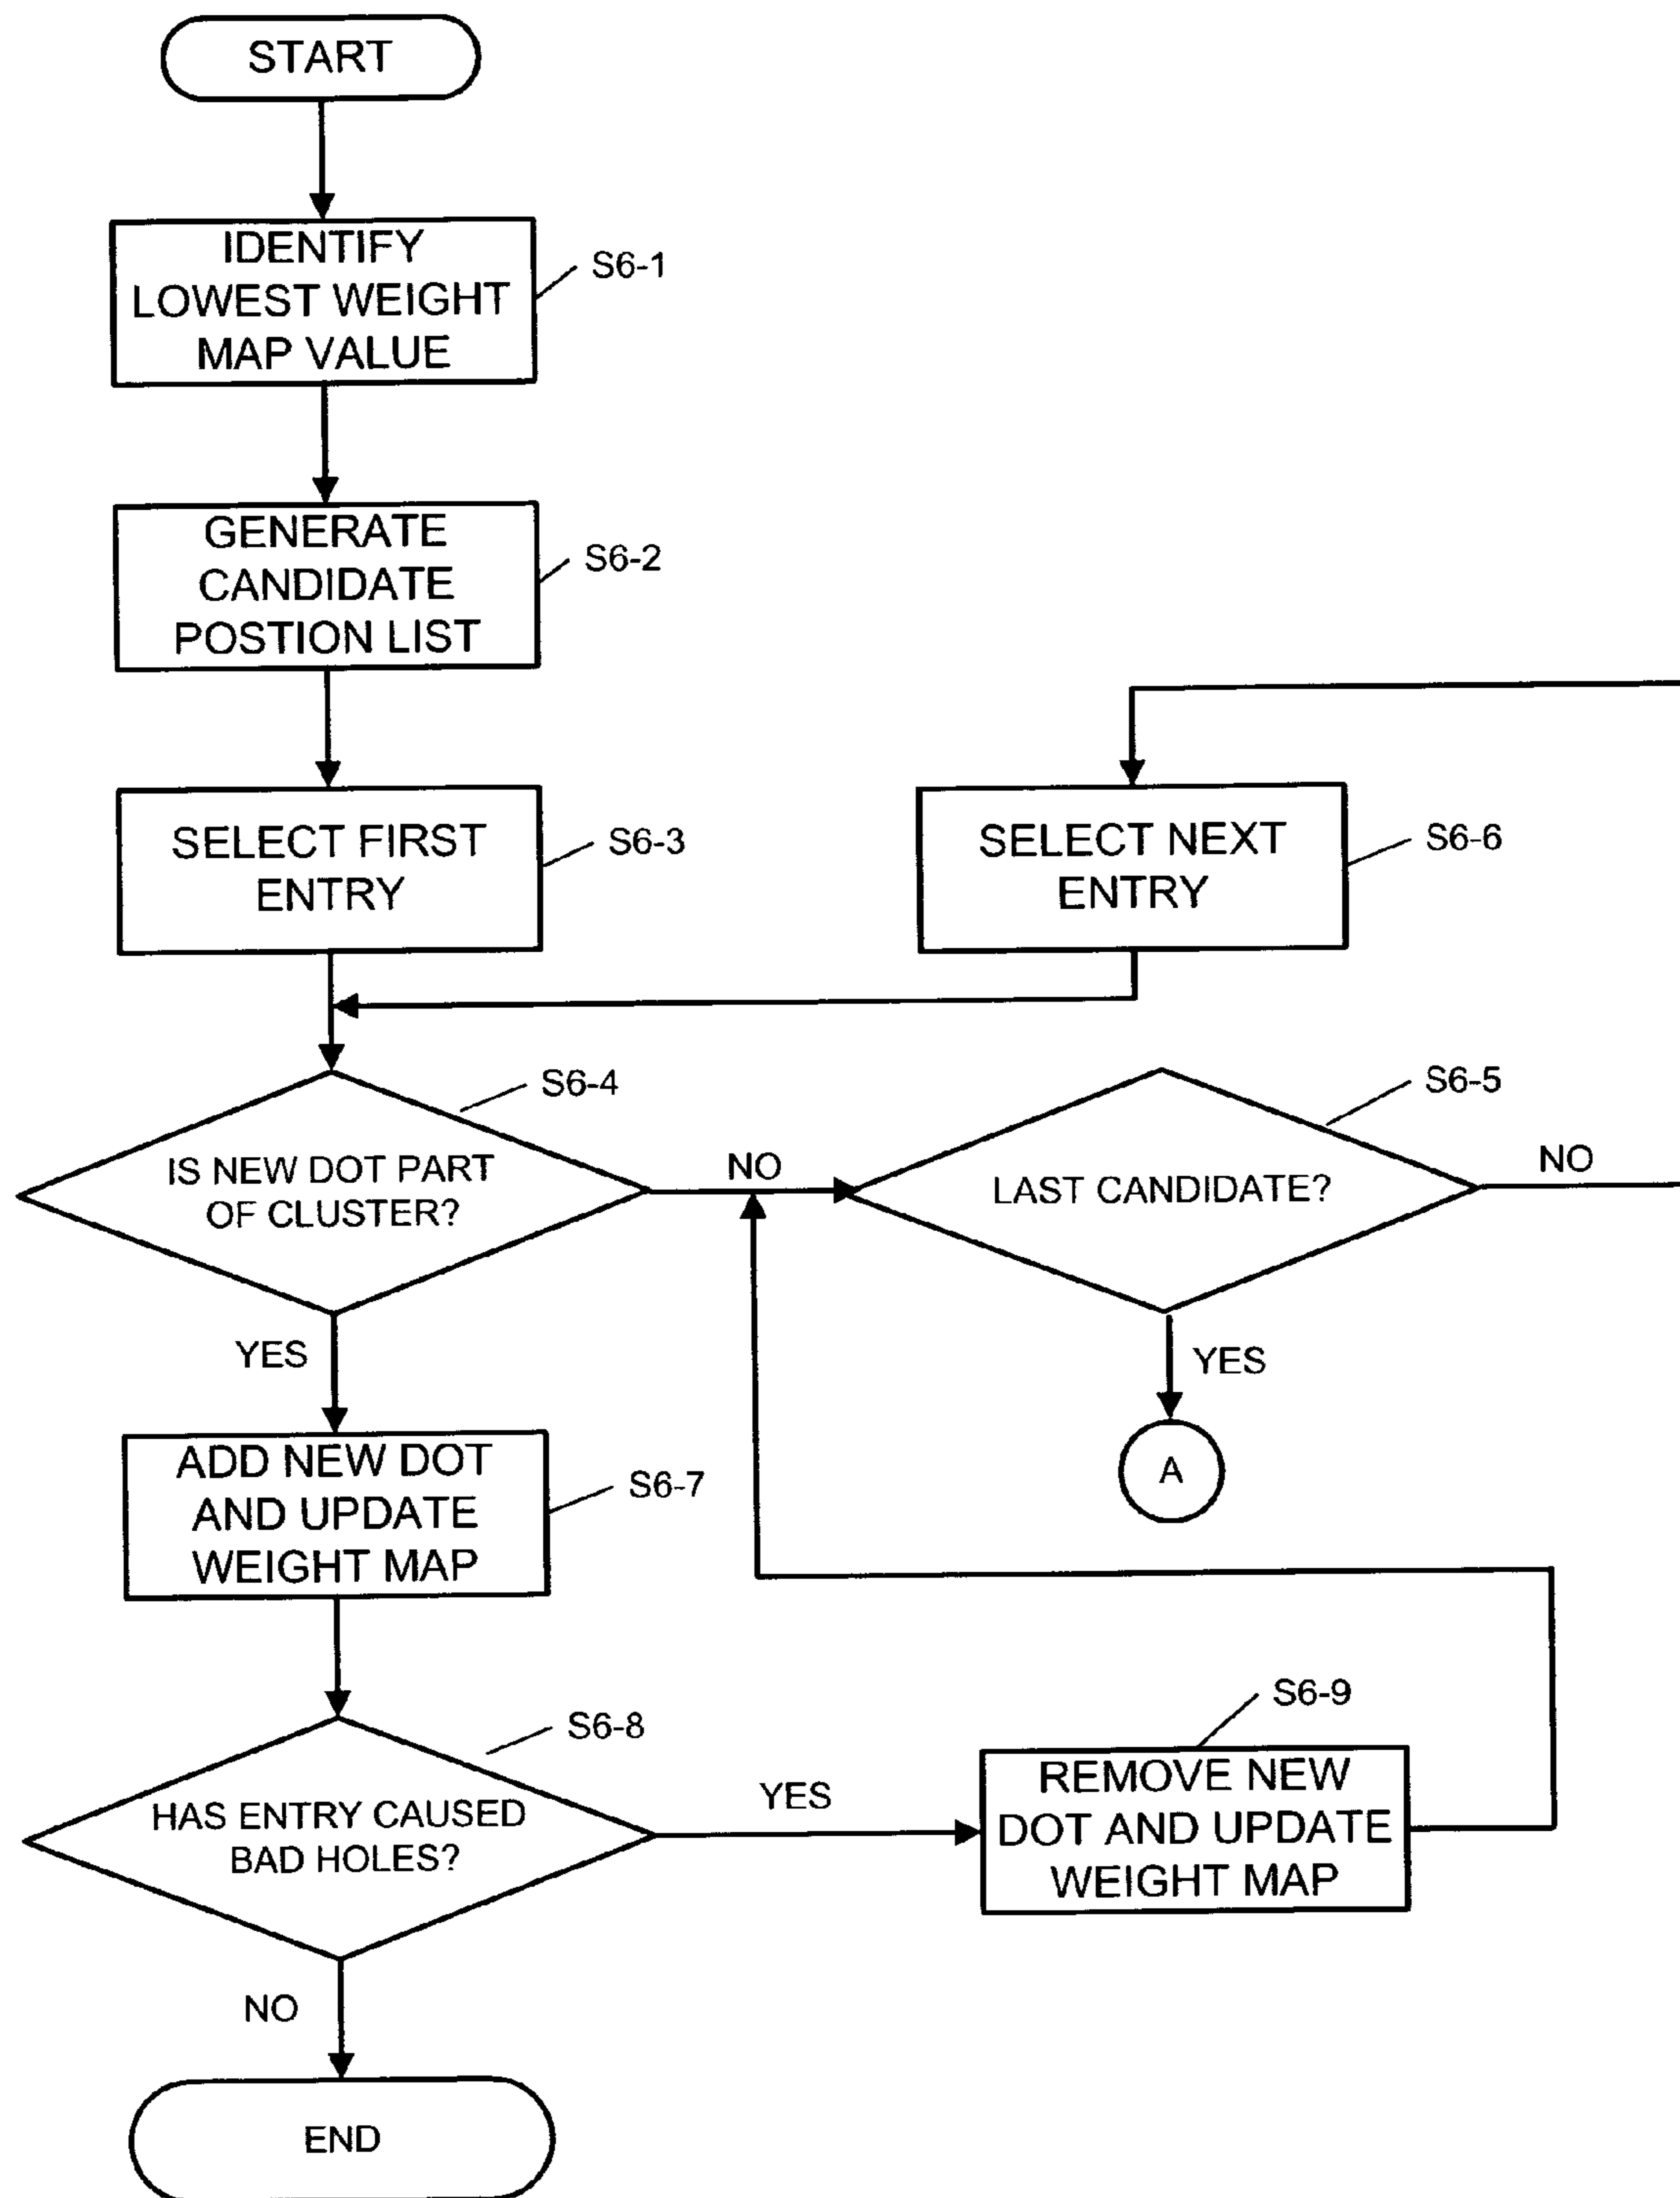 START
IDENTIFY
LOWEST WEIGHT
MAP VALUE
S6-1
GENERATE
CANDIDATE
POSTION LIST
S6-2
SELECT FIRST
ENTRY
S6-3
SELECT NEXT
ENTRY
S6-6
IS NEW DOT PART
OF CLUSTER?
S6-4
NO
LAST CANDIDATE?
S6-5
NO
YES
YES
A
ADD NEW DOT
AND UPDATE
WEIGHT MAP
S6-7
HAS ENTRY CAUSED
BAD HOLES?
S6-8
YES
REMOVE NEW
DOT AND UPDATE
WEIGHT MAP
S6-9
NO
END